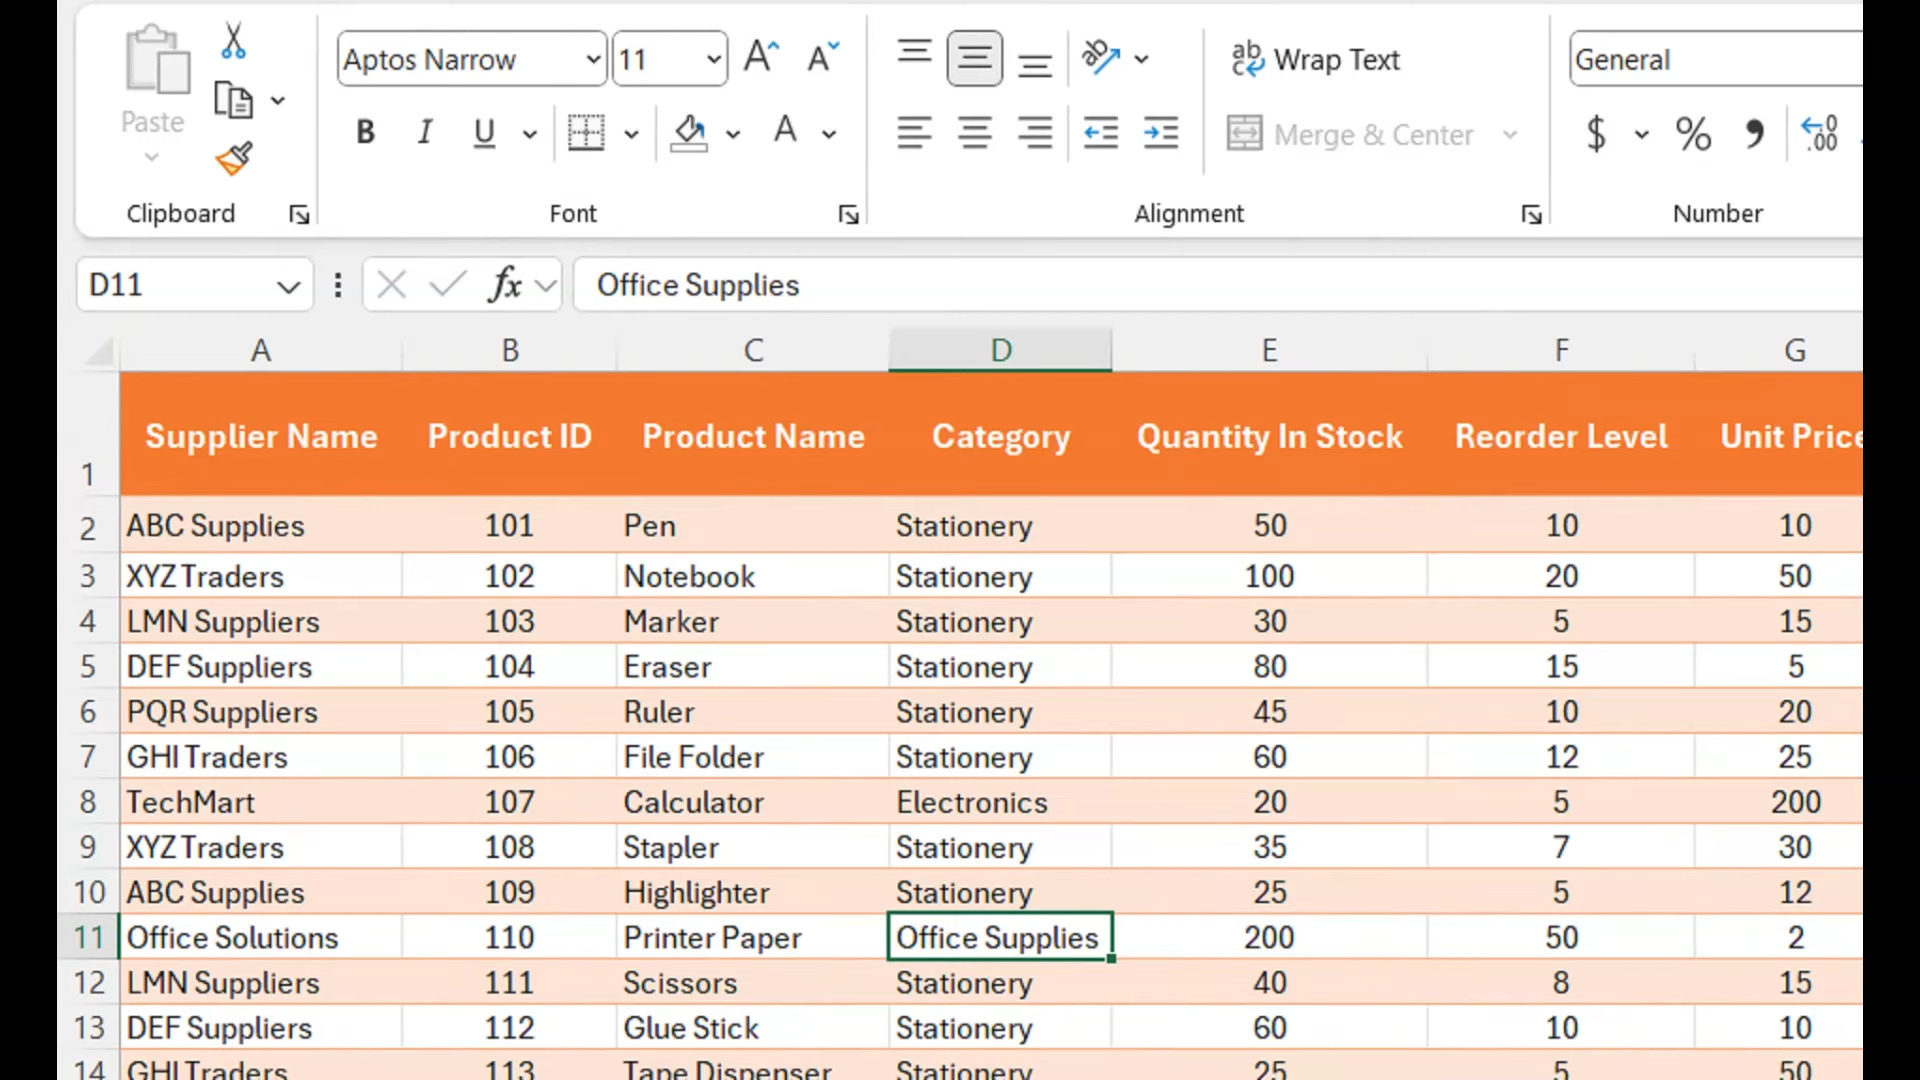 Aptos Narrow 11 Wrap Text General
Paste B I U A Merge & Center $ % .00
Clipboard Font Alignment Number
D11 fx Office Supplies
A B C D E F G
1 Supplier Name Product ID Product Name Category Quantity In Stock Reorder Level Unit Price
2 ABC Supplies 101 Pen Stationery 50 10 10
3 XYZ Traders 102 Notebook Stationery 100 20 50
4 LMN Suppliers 103 Marker Stationery 30 5 15
5 DEF Suppliers 104 Eraser Stationery 80 15 5
6 PQR Suppliers 105 Ruler Stationery 45 10 20
7 GHI Traders 106 File Folder Stationery 60 12 25
8 TechMart 107 Calculator Electronics 20 5 200
9 XYZ Traders 108 Stapler Stationery 35 7 30
10 ABC Supplies 109 Highlighter Stationery 25 5 12
11 Office Solutions 110 Printer Paper Office Supplies 200 50 2
12 LMN Suppliers 111 Scissors Stationery 40 8 15
13 DEF Suppliers 112 Glue Stick Stationery 60 10 10
14 GHI Traders 113 Tape Dispenser Stationery 25 5 50